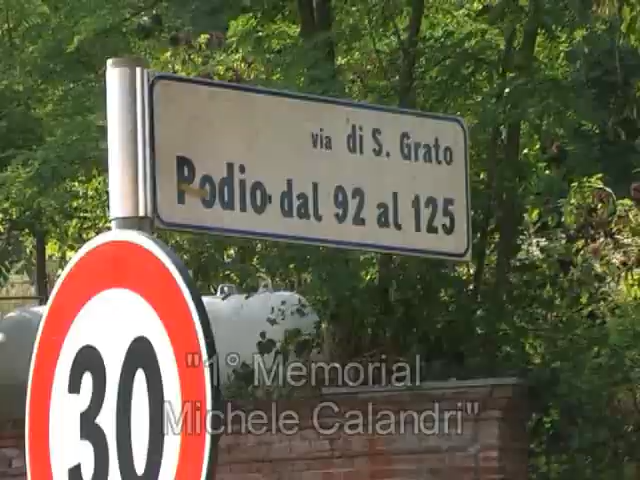 via di S. Grato
Podio dal 92 al 125
30
"1° Memorial
Michele Calandri"